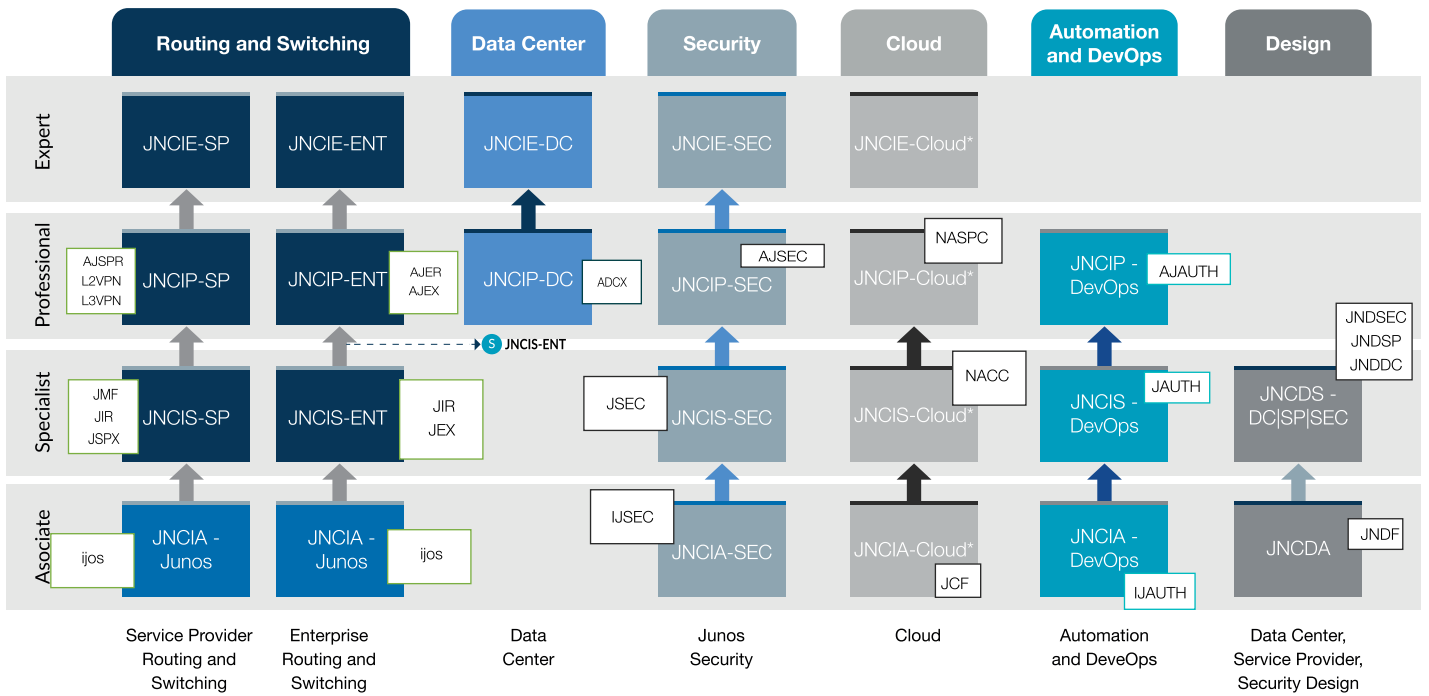 Routing and Switching
Data Center
Security
Cloud
Automation
and DevOps
Design
Expert
JNCIE-SP
JNCIE-ENT
JNCIE-DC
JNCIE-SEC
JNCIE-Cloud*
Professional
AJSPR
L2VPN
L3VPN
JNCIP-SP
JNCIP-ENT
AJER
AJEX
JNCIP-DC
ADCX
JNCIP-SEC
AJSEC
JNCIP-Cloud*
NASPC
JNCIP -
DevOps
AJAUTH
S JNCIS-ENT
Specialist
JMF
JIR
JSPX
JNCIS-SP
JNCIS-ENT
JIR
JEX
JSEC
JNCIS-SEC
JNCIS-Cloud*
NACC
JNCIS -
DevOps
JAUTH
JNCDS -
DC|SP|SEC
JNDSEC
JNDSP
JNDDC
Asociate
ijos
JNCIA -
Junos
JNCIA -
Junos
ijos
IJSEC
JNCIA-SEC
JNCIA-Cloud*
JCF
JNCIA -
DevOps
IJAUTH
JNCDA
JNDF
Service Provider
Routing and
Switching
Enterprise
Routing and
Switching
Data
Center
Junos
Security
Cloud
Automation
and DeveOps
Data Center,
Service Provider,
Security Design